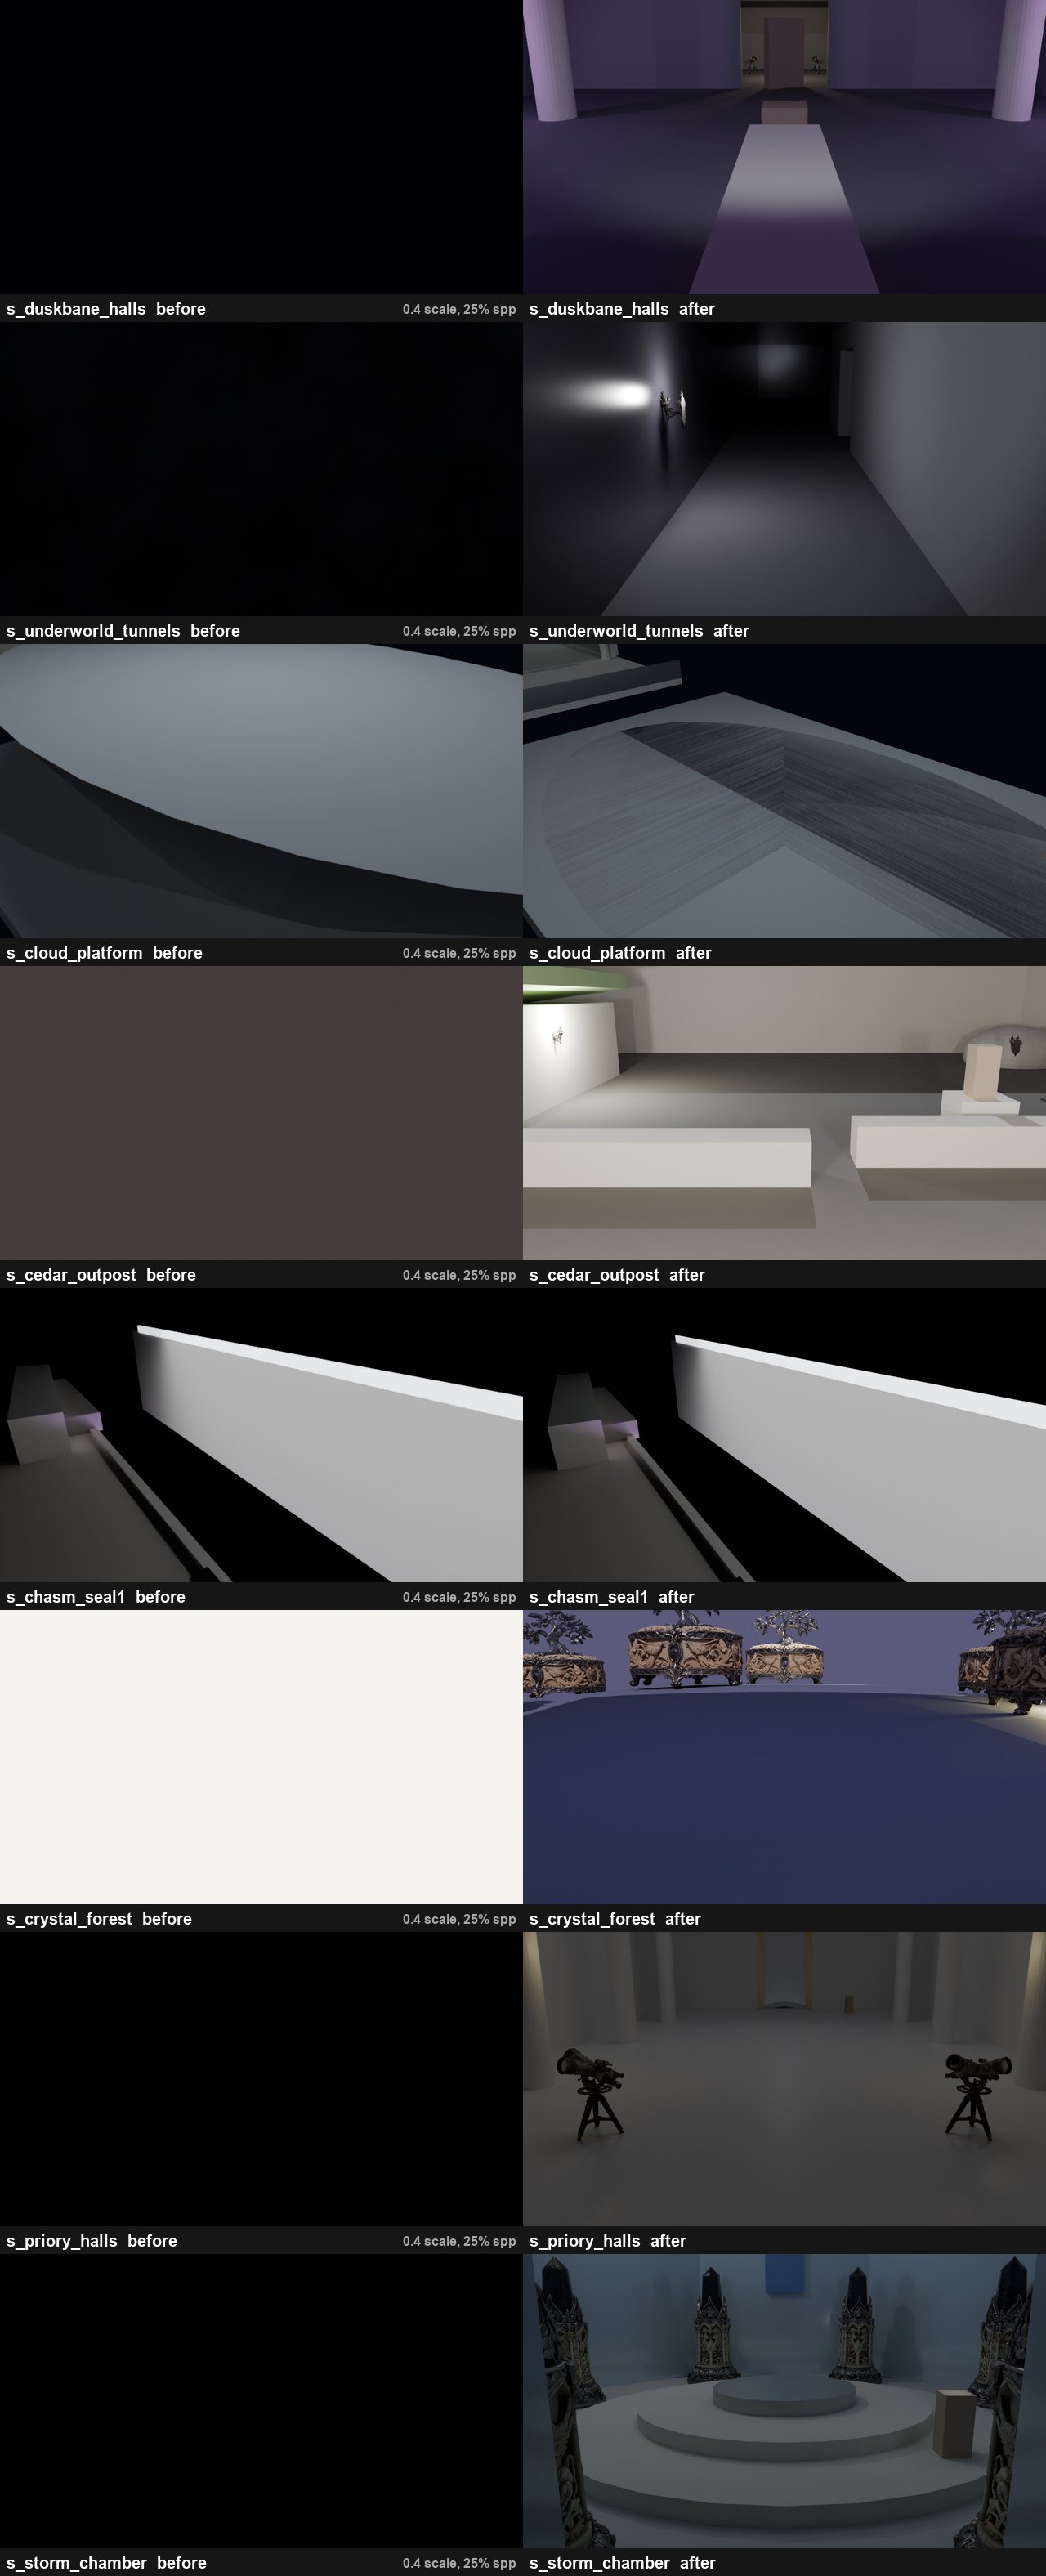 s_duskbane_halls before 0.4 scale, 25% spp s_duskbane_halls after
s_underworld_tunnels before 0.4 scale, 25% spp s_underworld_tunnels after
s_cloud_platform before 0.4 scale, 25% spp s_cloud_platform after
s_cedar_outpost before 0.4 scale, 25% spp s_cedar_outpost after
s_chasm_seal1 before 0.4 scale, 25% spp s_chasm_seal1 after
s_crystal_forest before 0.4 scale, 25% spp s_crystal_forest after
s_priory_halls before 0.4 scale, 25% spp s_priory_halls after
s_storm_chamber before 0.4 scale, 25% spp s_storm_chamber after